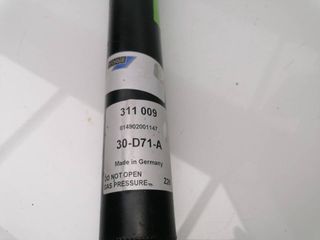 311 009
014902001147
30-D71-A
Made in Germany
DO NOT OPEN
GAS PRESSURE